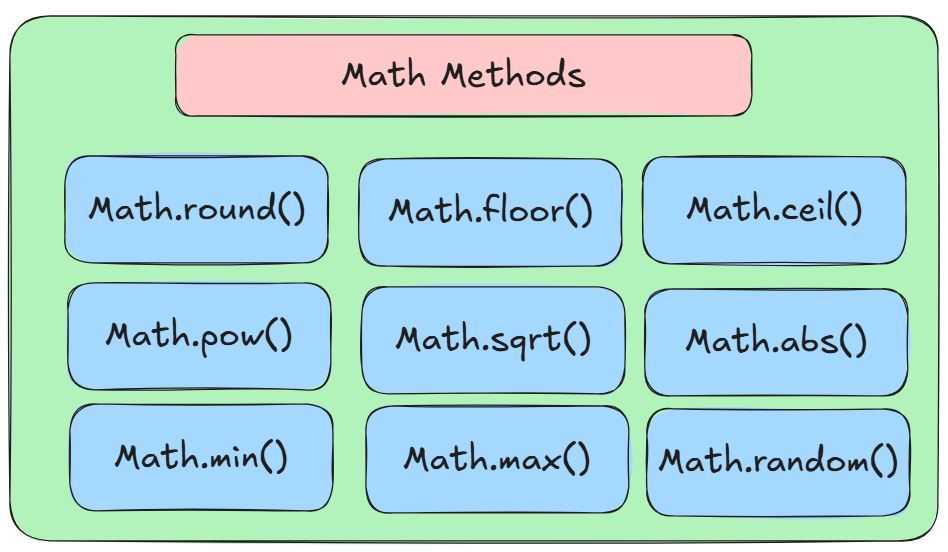 Math Methods
Math.round()
Math.floor()
Math.ceil()
Math.pow()
Math.sqrt()
Math.abs()
Math.min()
Math.max()
Math.random()